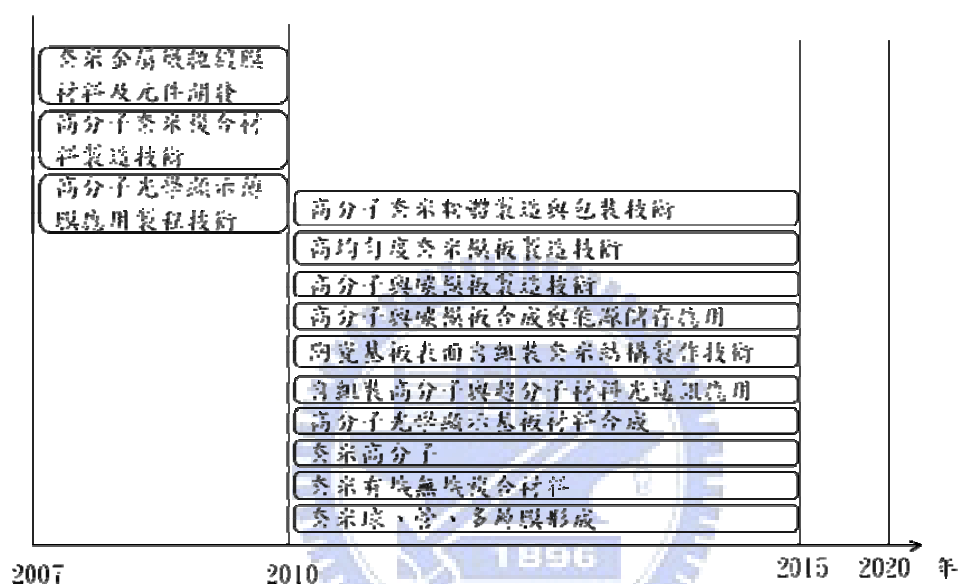 奈米金屬微粒鍍膜
材料及元件開發
高分子奈米複合材
料製造技術
高分子光學顯示薄
膜應用製程技術
高分子奈米軟體製造與包裝技術
高均勻度奈米模板製造技術
高分子與碳模板製造技術
高分子與碳模板合成與能源儲存應用
陶瓷基板表面自組裝奈米結構製作技術
自組裝高分子與超分子材料光通訊應用
高分子光學顯示基板材料合成
奈米高分子
奈米有機無機複合材料
奈米球、管、多層膜形成
1896
2007
2010
2015
2020
年